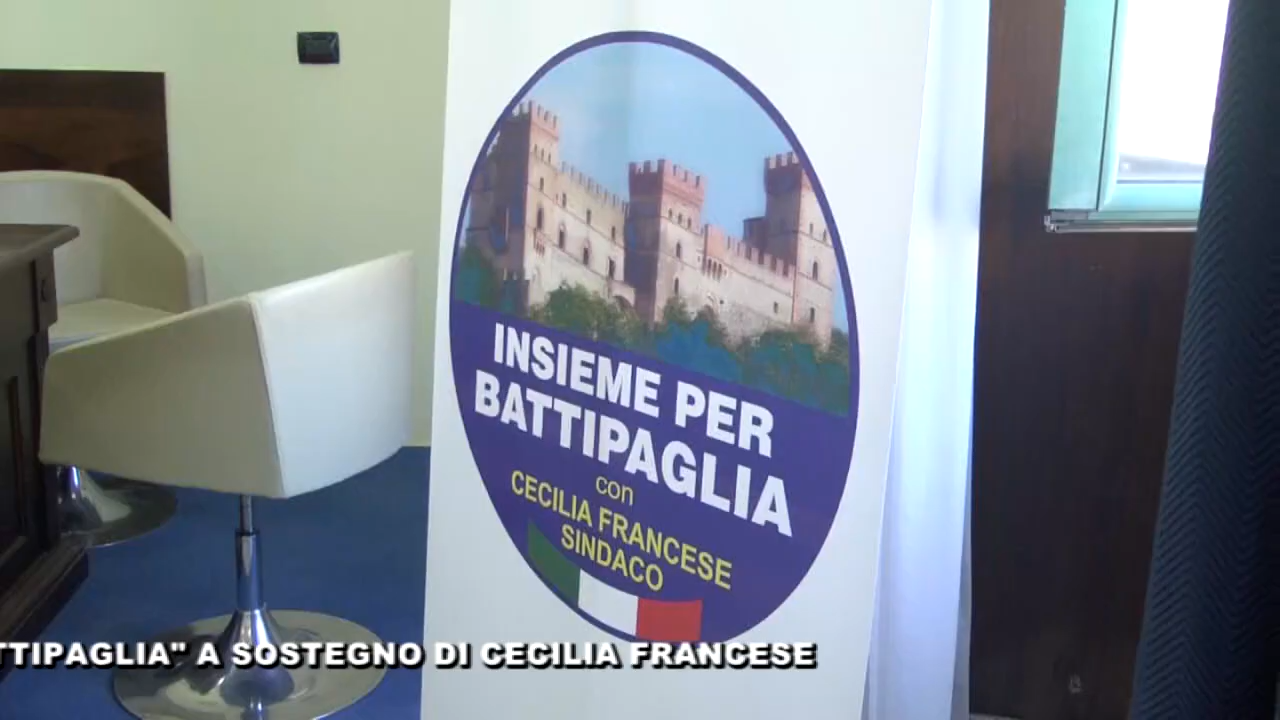 INSIEME PER
BATTIPAGLIA
con
CECILIA FRANCESE
SINDACO
TTIPAGLIA" A SOSTEGNO DI CECILIA FRANCESE